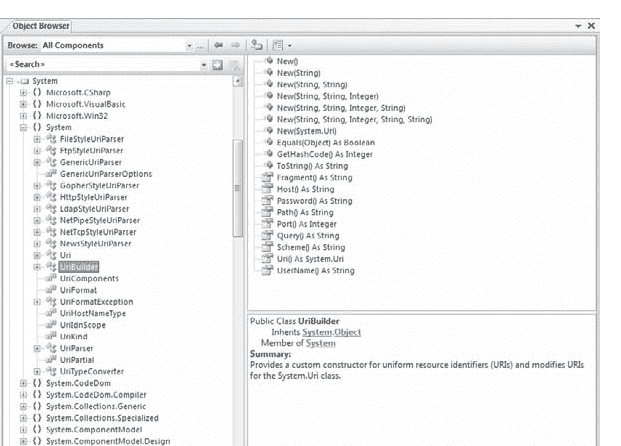 Object Browser
Browse: All Components
<Search>
System
{} Microsoft.CSharp
{} Microsoft.VisualBasic
{} Microsoft.Win32
{} System
FileStyleUriParser
FtpStyleUriParser
GenericUriParser
GenericUriParserOptions
GopherStyleUriParser
HttpStyleUriParser
LdapStyleUriParser
NetPipeStyleUriParser
NetTcpStyleUriParser
NewsStyleUriParser
Uri
UriBuilder
UriComponents
UriFormat
UriFormatException
UriHostNameType
UriIdnScope
UriKind
UriParser
UriPartial
UriTypeConverter
{} System.CodeDom
{} System.CodeDom.Compiler
{} System.Collections.Generic
{} System.Collections.Specialized
{} System.ComponentModel
{} System.ComponentModel.Design
New()
New(String)
New(String, String)
New(String, String, Integer)
New(String, String, Integer, String)
New(String, String, Integer, String, String)
New(System.Uri)
Equals(Object) As Boolean
GetHashCode() As Integer
ToString() As String
Fragment() As String
Host() As String
Password() As String
Path() As String
Port() As Integer
Query() As String
Scheme() As String
Uri() As System.Uri
UserName() As String
Public Class UriBuilder
Inherits System.Object
Member of System
Summary:
Provides a custom constructor for uniform resource identifiers (URIs) and modifies URIs
for the System.Uri class.